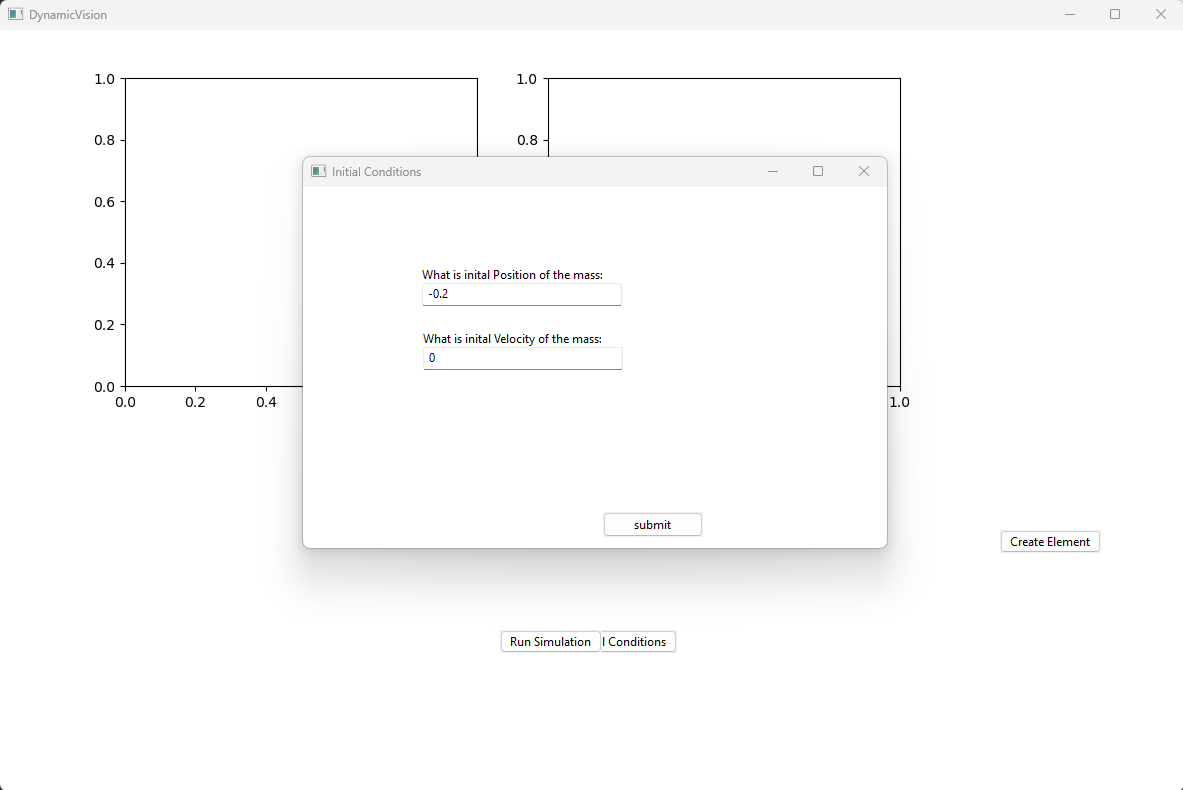 DynamicVision
1.0
0.8
0.6
0.4
0.2
0.0
0.0 0.2 0.4
1.0
0.8
1.0
Initial Conditions
What is inital Position of the mass:
-0.2
What is inital Velocity of the mass:
0
submit
Create Element
Run Simulation
l Conditions